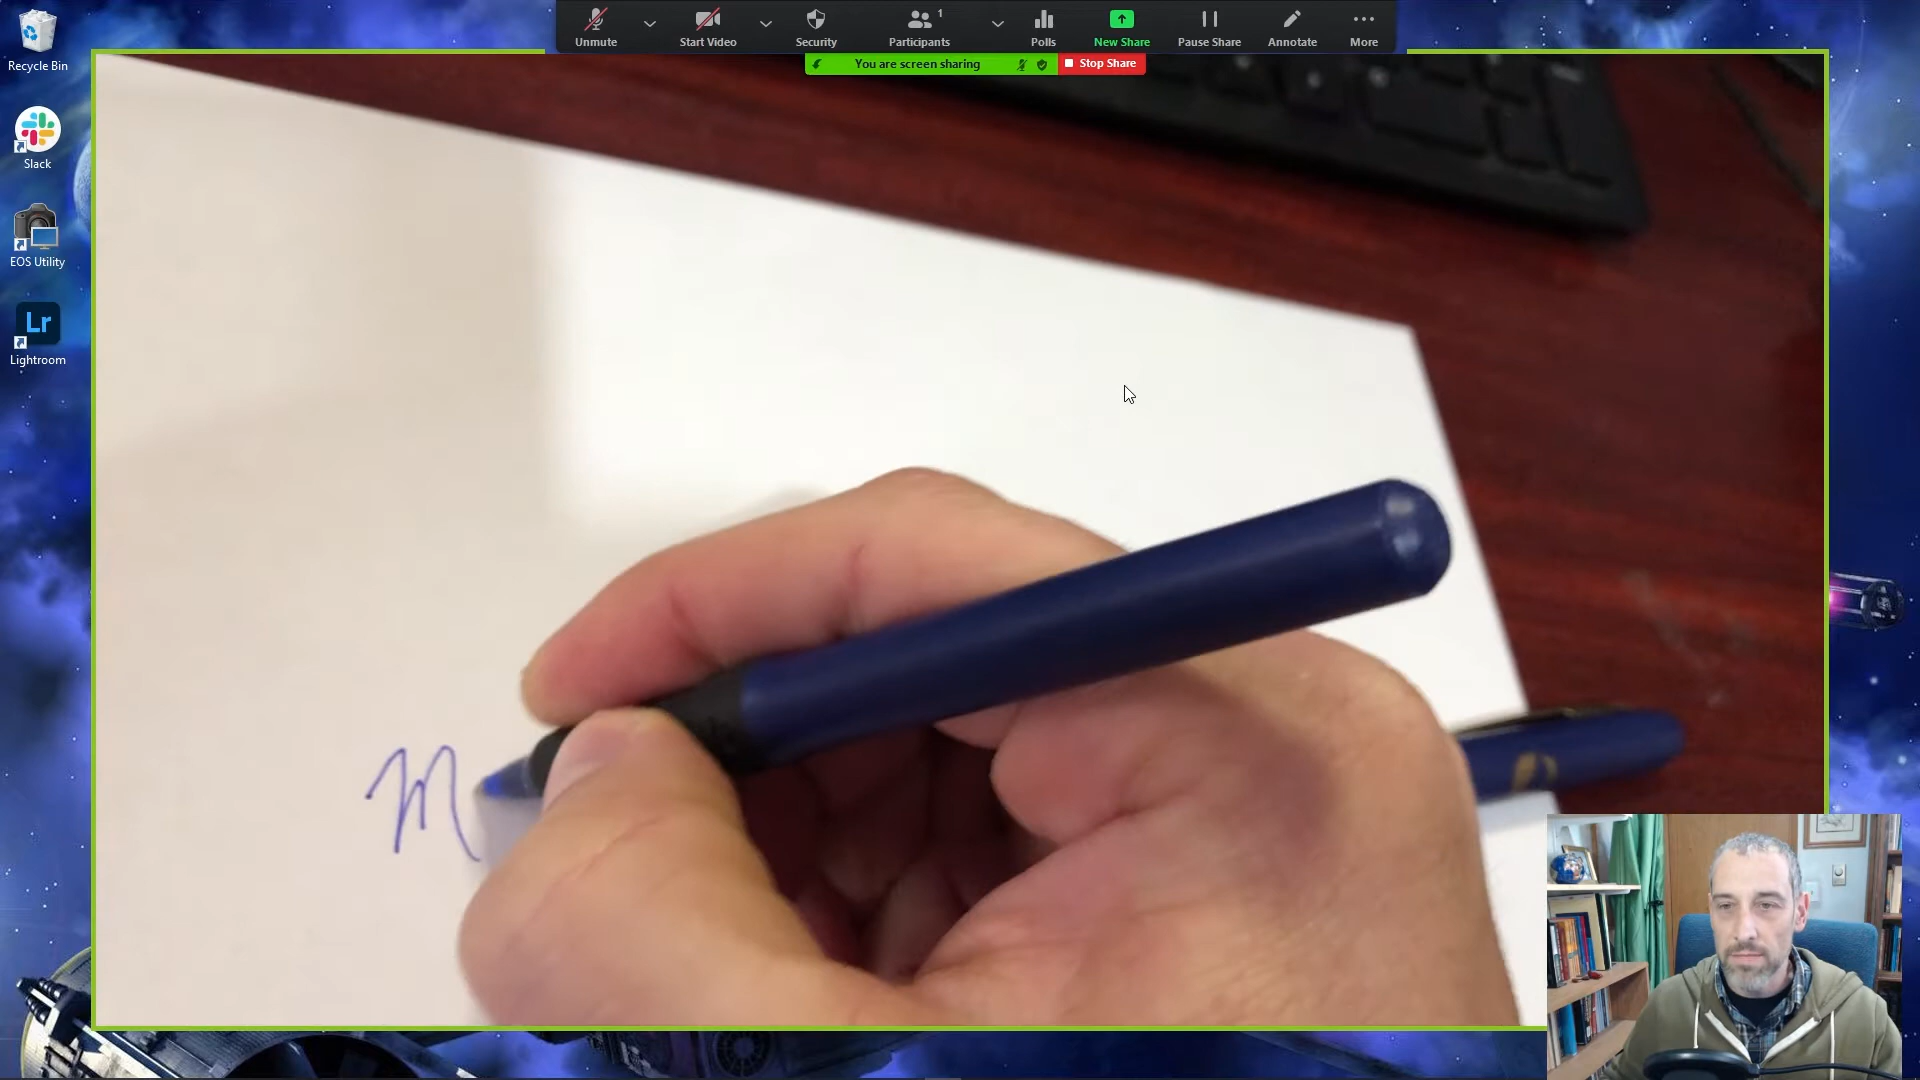 Recycle Bin
Slack
EOS Utility
Lr
Lightroom
Unmute
Start Video
Security
1
Participants
Polls
New Share
Pause Share
Annotate
More
You are screen sharing
Stop Share
M